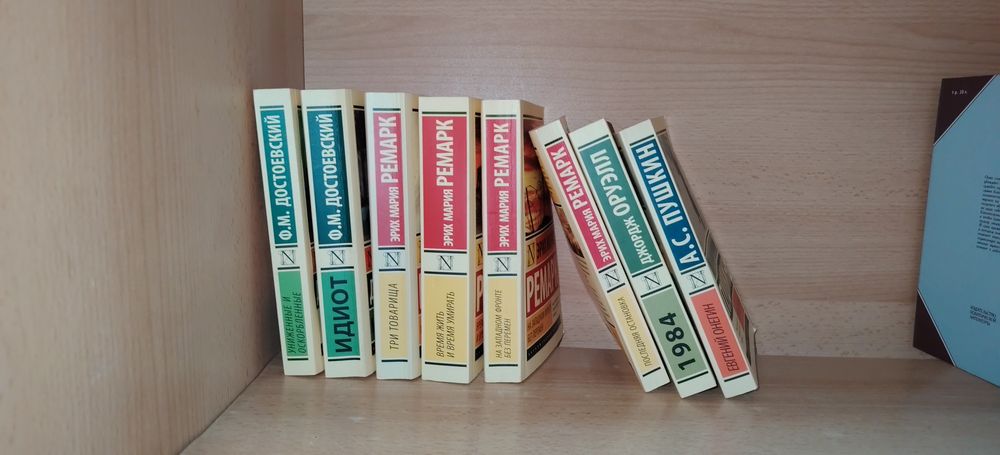 Ф.М. ДОСТОЕВСКИЙ
УНИЖЕННЫЕ И
ОСКОРБЛЕННЫЕ
Ф.М. ДОСТОЕВСКИЙ
ИДИОТ
ЭРИХ МАРИЯ РЕМАРК
ТРИ ТОВАРИЩА
ЭРИХ МАРИЯ РЕМАРК
ВРЕМЯ ЖИТЬ
И ВРЕМЯ УМИРАТЬ
ЭРИХ МАРИЯ РЕМАРК
НА ЗАПАДНОМ ФРОНТЕ
БЕЗ ПЕРЕМЕН
ЭРИХ МАРИЯ РЕМАРК
ПОСЛЕДНЯЯ ОСТАНОВКА
ДЖОРДЖ ОРУЭЛЛ
1984
А.С. ПУШКИН
ЕВГЕНИЙ ОНЕГИН